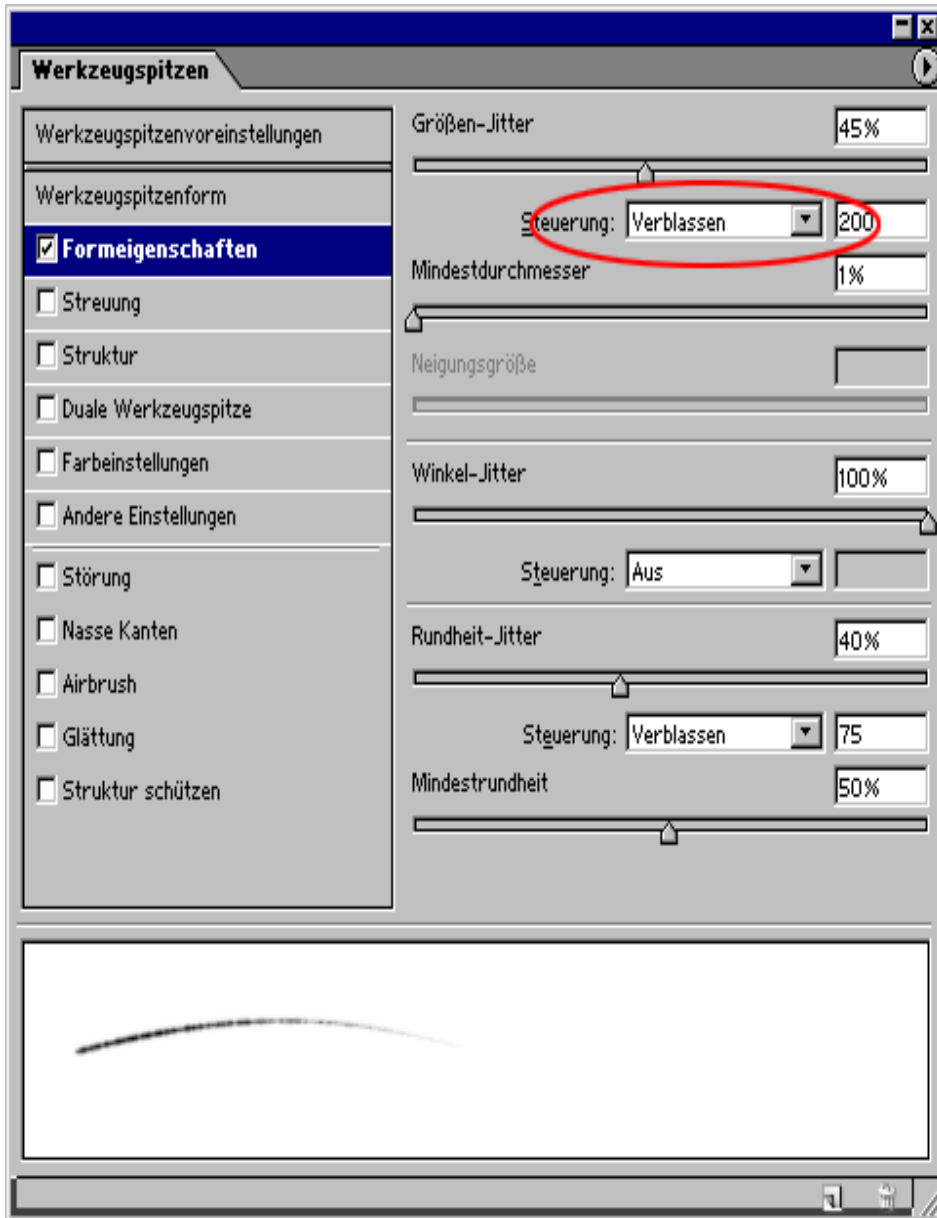 Werkzeugspitzen
Werkzeugspitzenvoreinstellungen
Werkzeugspitzenform
Formeigenschaften
Streuung
Struktur
Duale Werkzeugspitze
Farbeinstellungen
Andere Einstellungen
Störung
Nasse Kanten
Airbrush
Glättung
Struktur schützen
Größen-Jitter 45%
Steuerung: Verblassen 200
Mindestdurchmesser 1%
Neigungsgröße
Winkel-Jitter 100%
Steuerung: Aus
Rundheit-Jitter 40%
Steuerung: Verblassen 75
Mindestrundheit 50%